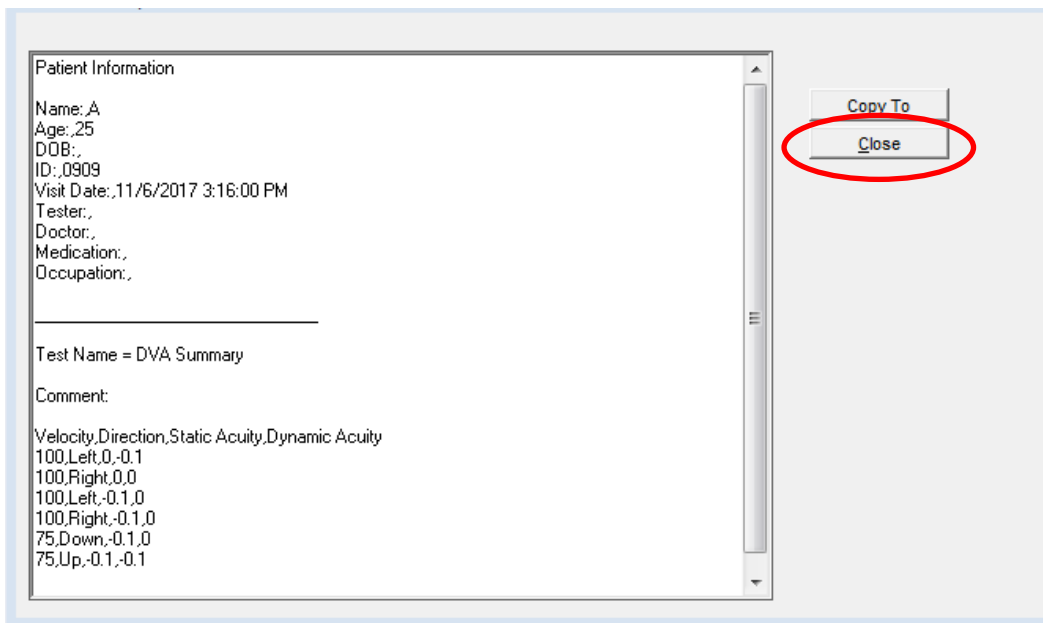 Patient Information
Name:,A
Age:,25
DOB:,
ID:,0909
Visit Date:,11/6/2017 3:16:00 PM
Tester:,
Doctor:,
Medication:,
Occupation:,
Test Name = DVA Summary
Comment:
Velocity,Direction,Static Acuity,Dynamic Acuity
100,Left,0,-0.1
100,Right,0,0
100,Left,-0.1,0
100,Right,-0.1,0
75,Down,-0.1,0
75,Up,-0.1,-0.1
Copy To
Close